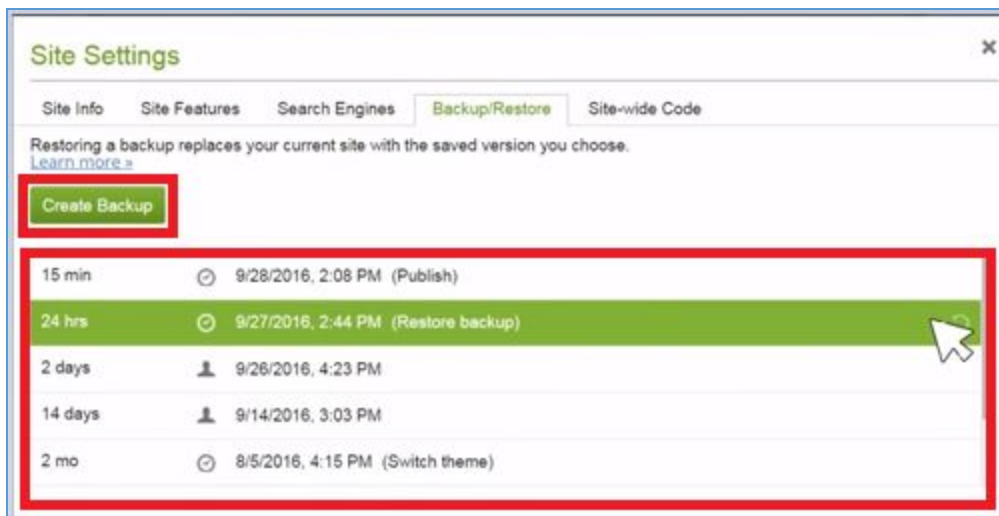 Site Settings
Site Info Site Features Search Engines Backup/Restore Site-wide Code
Restoring a backup replaces your current site with the saved version you choose.
Learn more »
Create Backup
15 min 9/28/2016, 2:08 PM (Publish)
24 hrs 9/27/2016, 2:44 PM (Restore backup)
2 days 9/26/2016, 4:23 PM
14 days 9/14/2016, 3:03 PM
2 mo 8/5/2016, 4:15 PM (Switch theme)